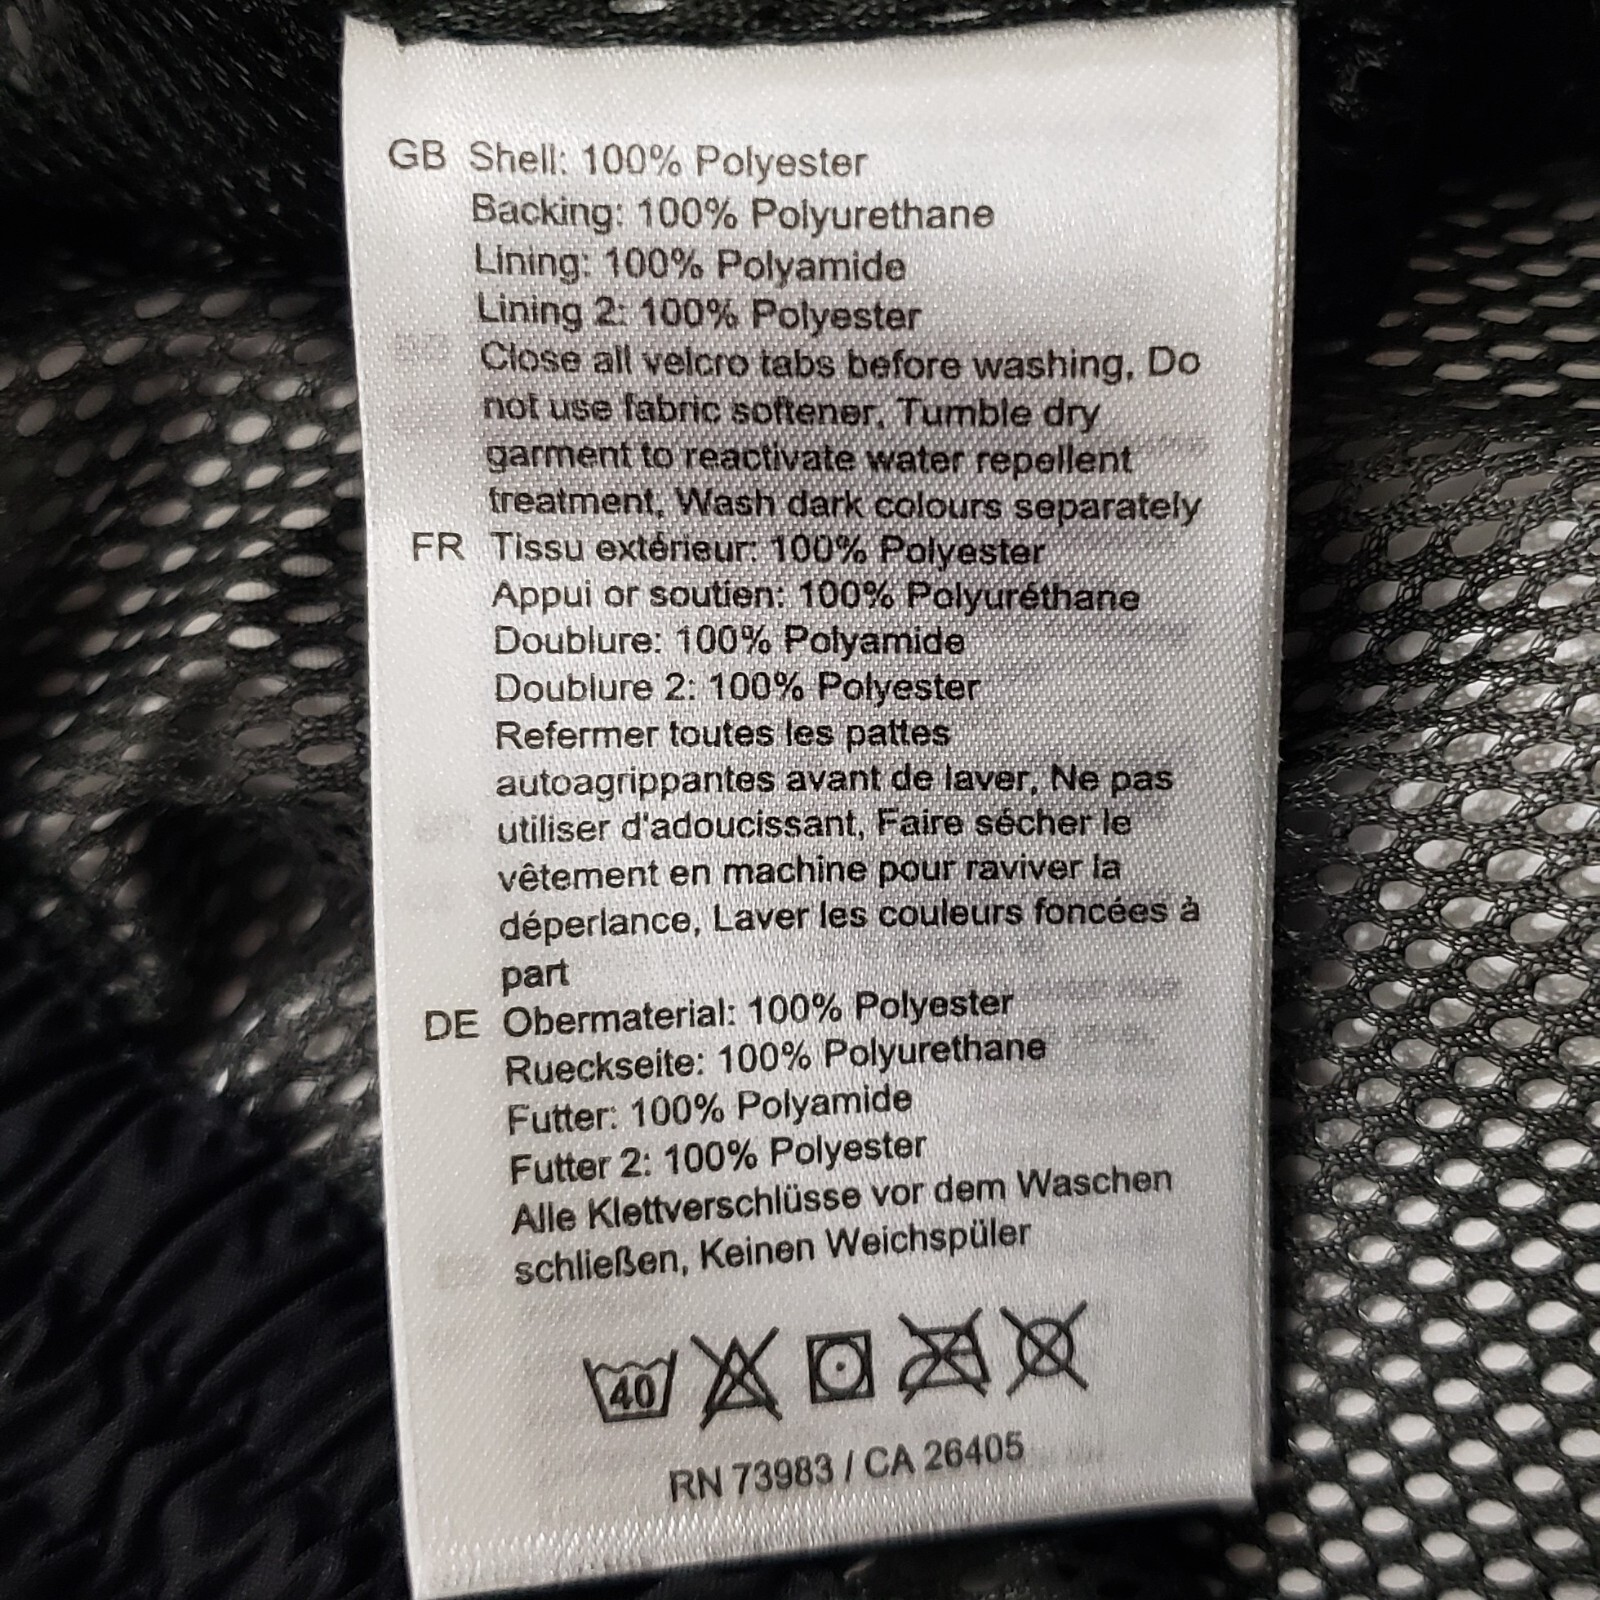 GB Shell: 100% Polyester
Backing: 100% Polyurethane
Lining: 100% Polyamide
Lining 2: 100% Polyester
Close all velcro tabs before washing, Do
not use fabric softener, Tumble dry
garment to reactivate water repellent
treatment, Wash dark colours separately
FR Tissu extérieur: 100% Polyester
Appui or soutien: 100% Polyuréthane
Doublure: 100% Polyamide
Doublure 2: 100% Polyester
Refermer toutes les pattes
autoagrippantes avant de laver, Ne pas
utiliser d'adoucissant, Faire sécher le
vêtement en machine pour raviver la
déperlance, Laver les couleurs foncées à
part
DE Obermaterial: 100% Polyester
Rueckseite: 100% Polyurethane
Futter: 100% Polyamide
Futter 2: 100% Polyester
Alle Klettverschlüsse vor dem Waschen
schließen, Keinen Weichspüler
40
RN 73983 / CA 26405